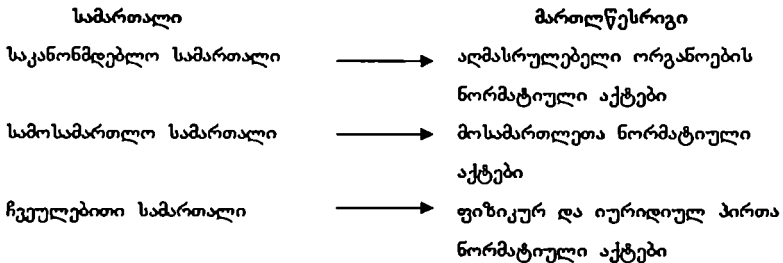 სამართალი მართლწესრიგი
საკანონმდებლო სამართალი → აღმასრულებელი ორგანოების
ნორმატიული აქტები
სამოსამართლო სამართალი → მოსამართლეთა ნორმატიული
აქტები
ჩვეულებითი სამართალი → ფიზიკურ და იურიდიულ პირთა
ნორმატიული აქტები